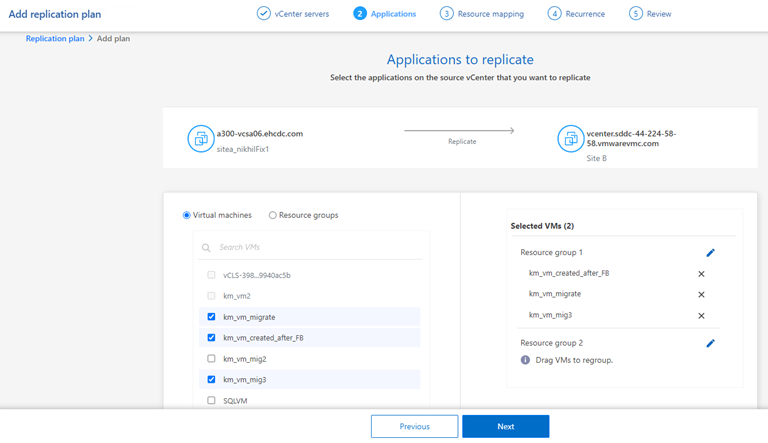 Add replication plan
vCenter servers
2 Applications
3 Resource mapping
4 Recurrence
5 Review
Replication plan > Add plan
Applications to replicate
Select the applications on the source vCenter that you want to replicate
a300-vcsa06.ehcdc.com
sitea_nikhilFix1
Replicate
vcenter.sddc-44-224-58-
58.vmwarevmc.com
Site B
Virtual machines
Resource groups
Search VMs
vCLS-398...9940ac5b
km_vm2
km_vm_migrate
km_vm_created_after_FB
km_vm_mig2
km_vm_mig3
SQLVM
Selected VMs (2)
Resource group 1
km_vm_created_after_FB
km_vm_migrate
km_vm_mig3
Resource group 2
Drag VMs to regroup.
Previous
Next